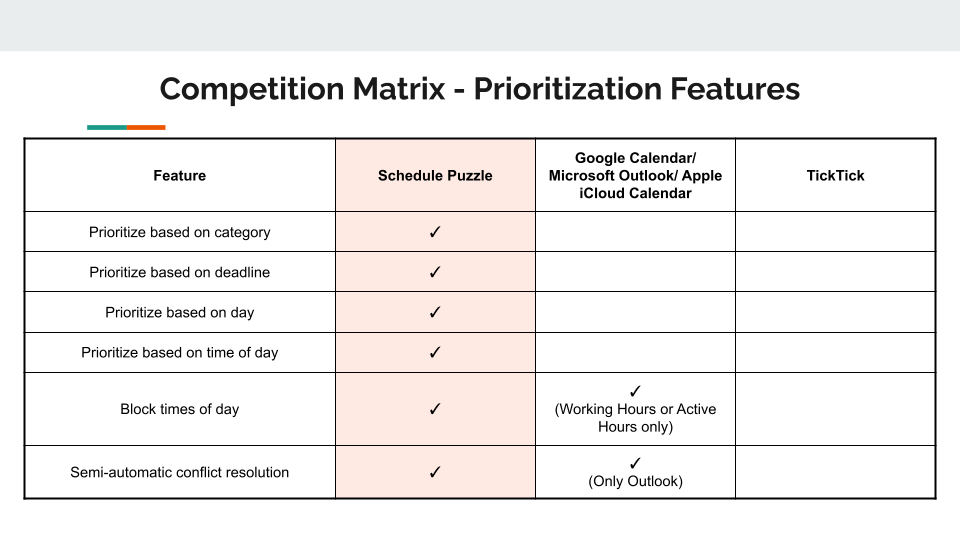 Competition Matrix - Prioritization Features
Feature
Schedule Puzzle
Google Calendar/
Microsoft Outlook/ Apple
iCloud Calendar
TickTick
Prioritize based on category
✓
Prioritize based on deadline
✓
Prioritize based on day
✓
Prioritize based on time of day
✓
Block times of day
✓
✓
(Working Hours or Active
Hours only)
Semi-automatic conflict resolution
✓
✓
(Only Outlook)